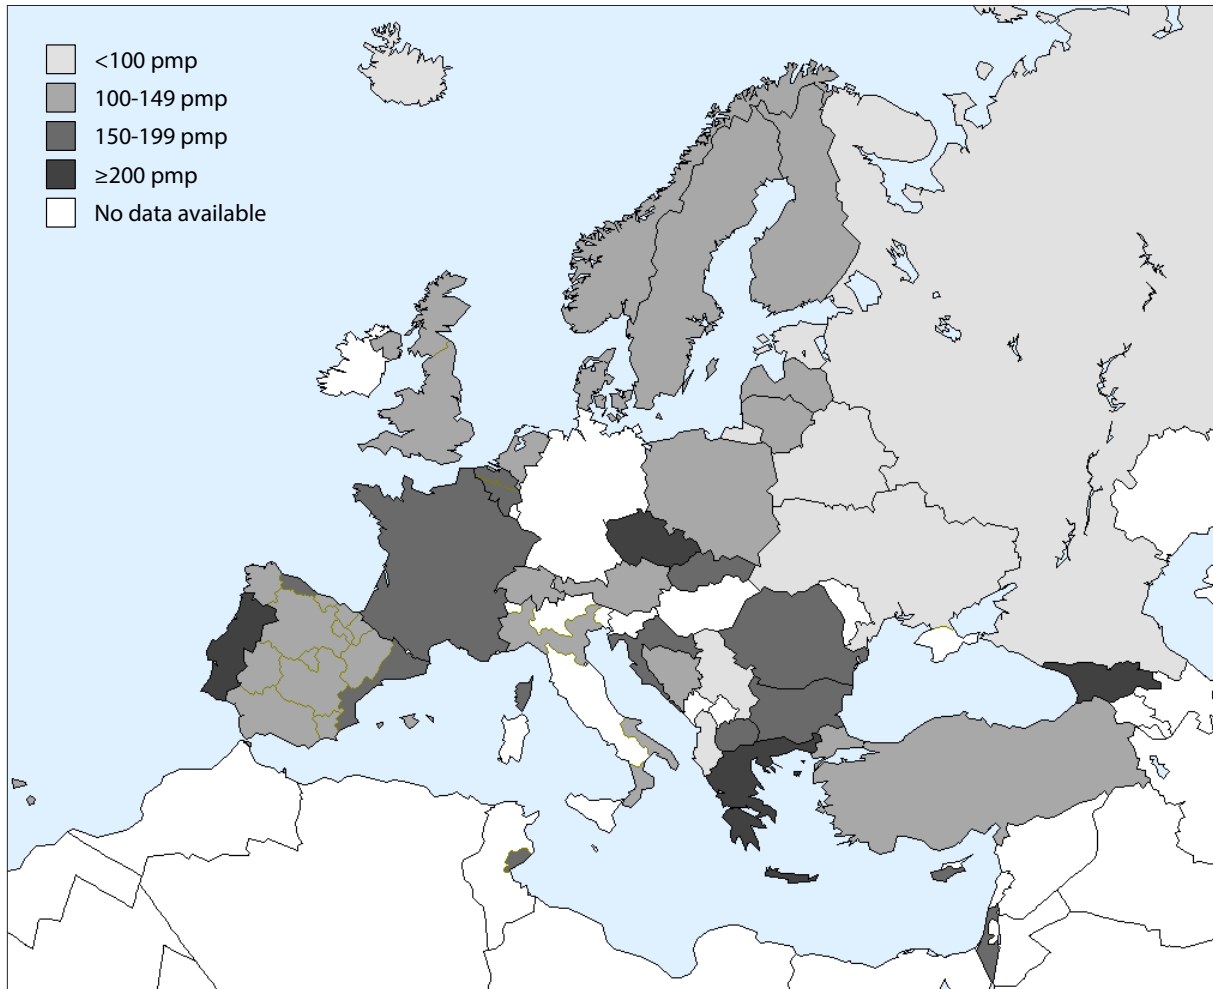 <100 pmp
100-149 pmp
150-199 pmp
≥200 pmp
No data available